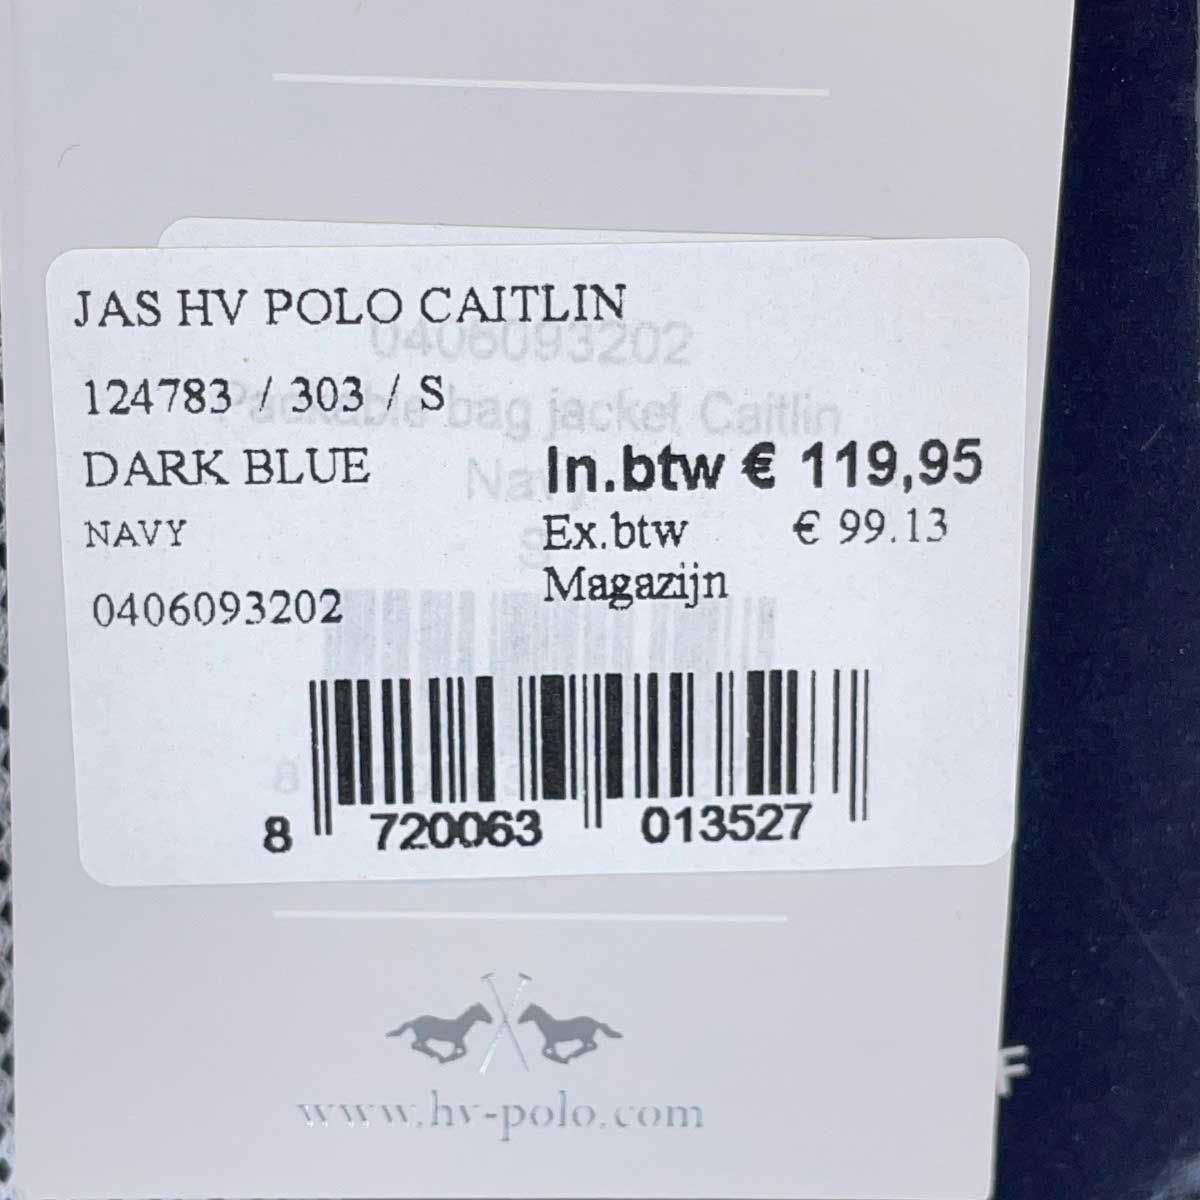 JAS HV POLO CAITLIN
0406093202
124783 / 303 / S
Packable bag jacket Caitlin
DARK BLUE
Navy
In.btw € 119,95
NAVY
S
Ex.btw € 99.13
Magazijn
0406093202
8 720063 013527
www.hv-polo.com
F